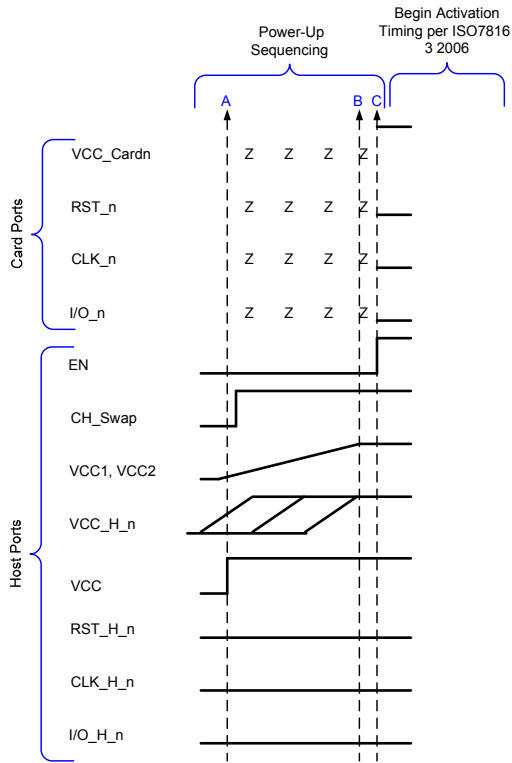 Power-Up
Sequencing
Begin Activation
Timing per ISO7816
3 2006
A
B
C
Card Ports
VCC_Cardn
Z Z Z Z
RST_n
Z Z Z Z
CLK_n
Z Z Z Z
I/O_n
Z Z Z Z
Host Ports
EN
CH_Swap
VCC1, VCC2
VCC_H_n
VCC
RST_H_n
CLK_H_n
I/O_H_n